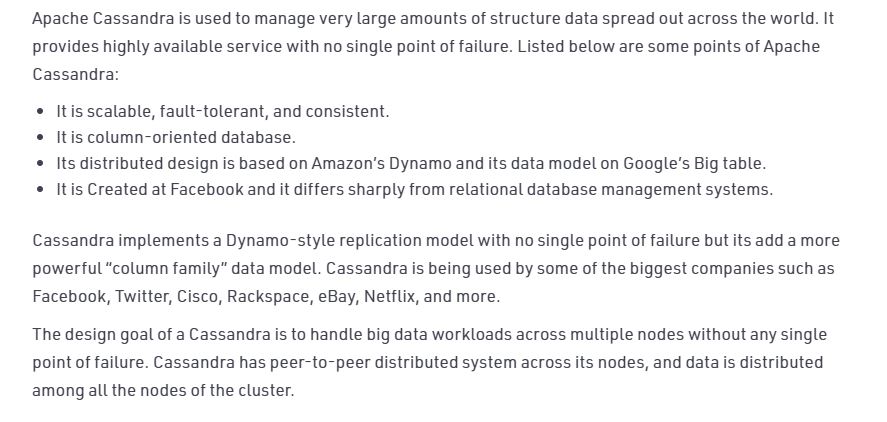 Apache Cassandra is used to manage very large amounts of structure data spread out across the world. It
provides highly available service with no single point of failure. Listed below are some points of Apache
Cassandra:
• It is scalable, fault-tolerant, and consistent.
• It is column-oriented database.
• Its distributed design is based on Amazon's Dynamo and its data model on Google's Big table.
• It is Created at Facebook and it differs sharply from relational database management systems.
Cassandra implements a Dynamo-style replication model with no single point of failure but its add a more
powerful “column family” data model. Cassandra is being used by some of the biggest companies such as
Facebook, Twitter, Cisco, Rackspace, eBay, Netflix, and more.
The design goal of a Cassandra is to handle big data workloads across multiple nodes without any single
point of failure. Cassandra has peer-to-peer distributed system across its nodes, and data is distributed
among all the nodes of the cluster.